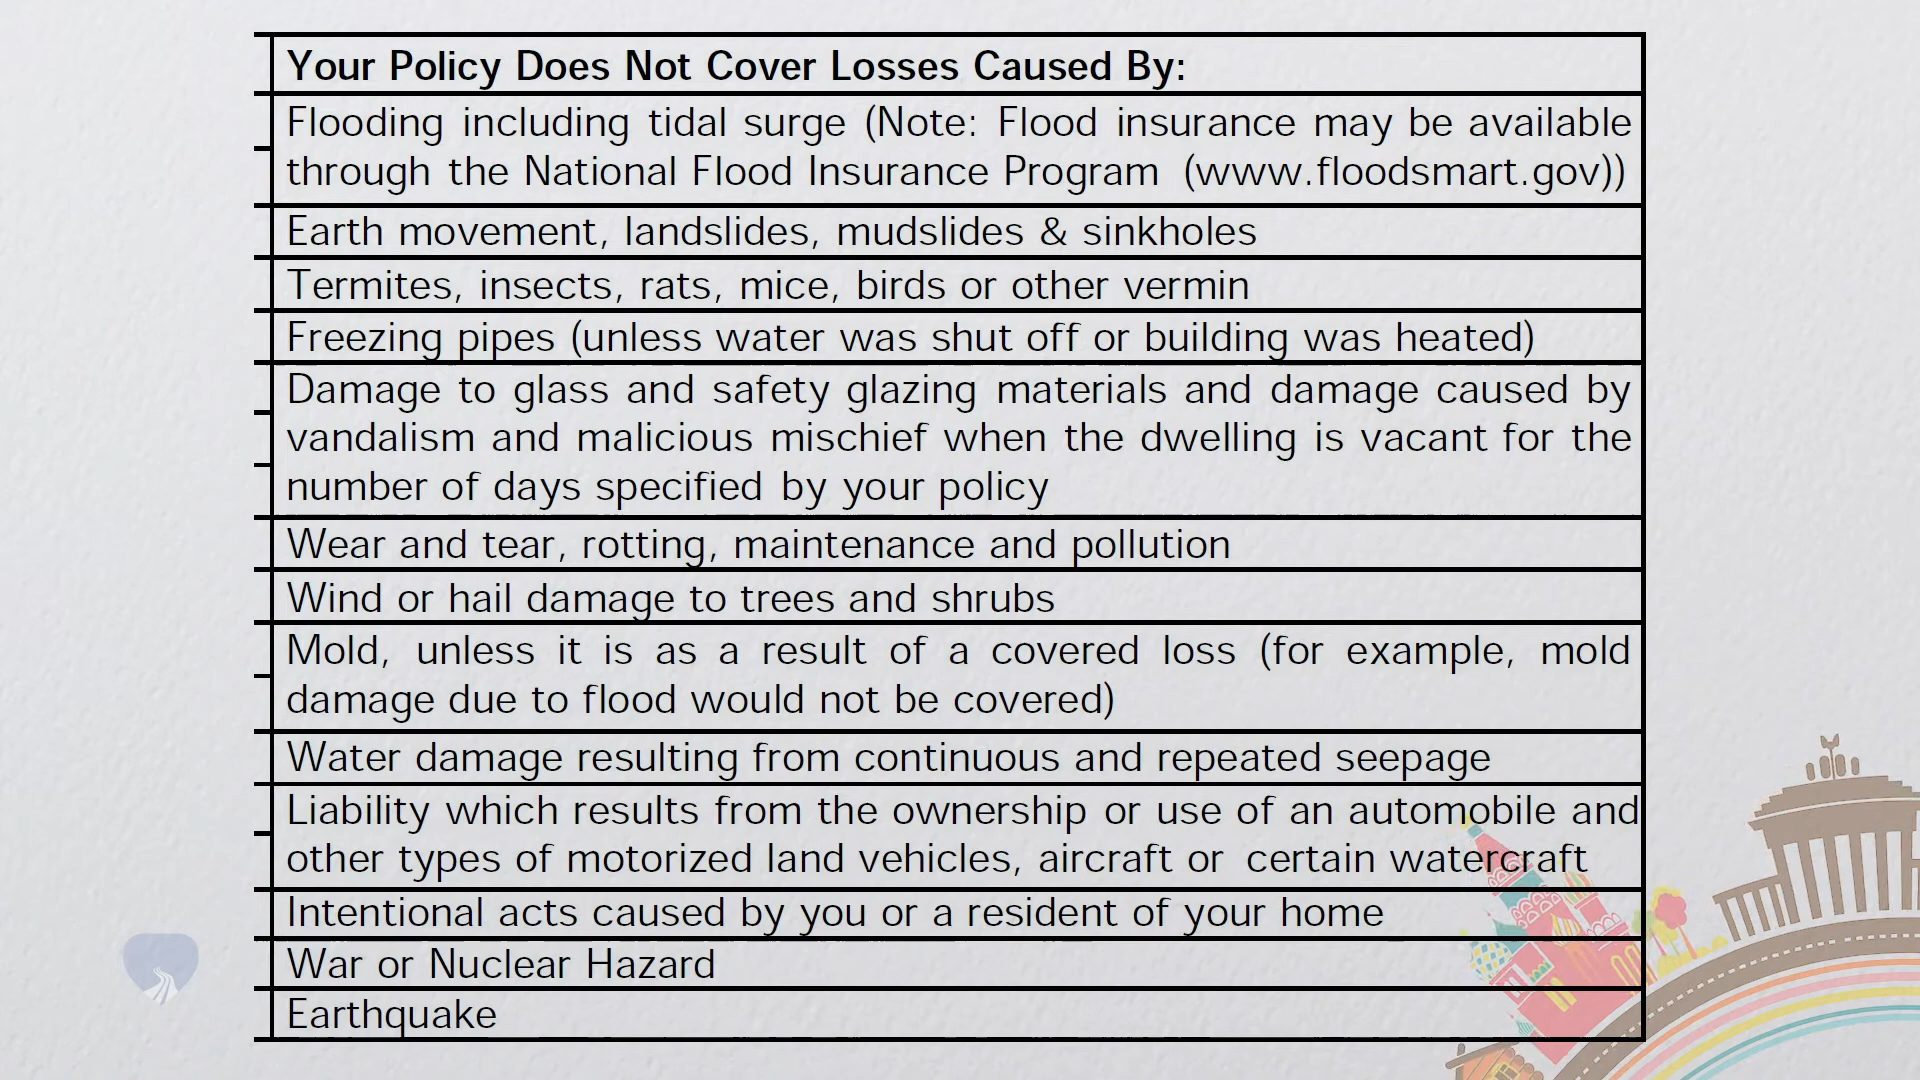 Your Policy Does Not Cover Losses Caused By:
Flooding including tidal surge (Note: Flood insurance may be available
through the National Flood Insurance Program (www.floodsmart.gov))
Earth movement, landslides, mudslides & sinkholes
Termites, insects, rats, mice, birds or other vermin
Freezing pipes (unless water was shut off or building was heated)
Damage to glass and safety glazing materials and damage caused by
vandalism and malicious mischief when the dwelling is vacant for the
number of days specified by your policy
Wear and tear, rotting, maintenance and pollution
Wind or hail damage to trees and shrubs
Mold, unless it is as a result of a covered loss (for example, mold
damage due to flood would not be covered)
Water damage resulting from continuous and repeated seepage
Liability which results from the ownership or use of an automobile and
other types of motorized land vehicles, aircraft or certain watercraft
Intentional acts caused by you or a resident of your home
War or Nuclear Hazard
Earthquake